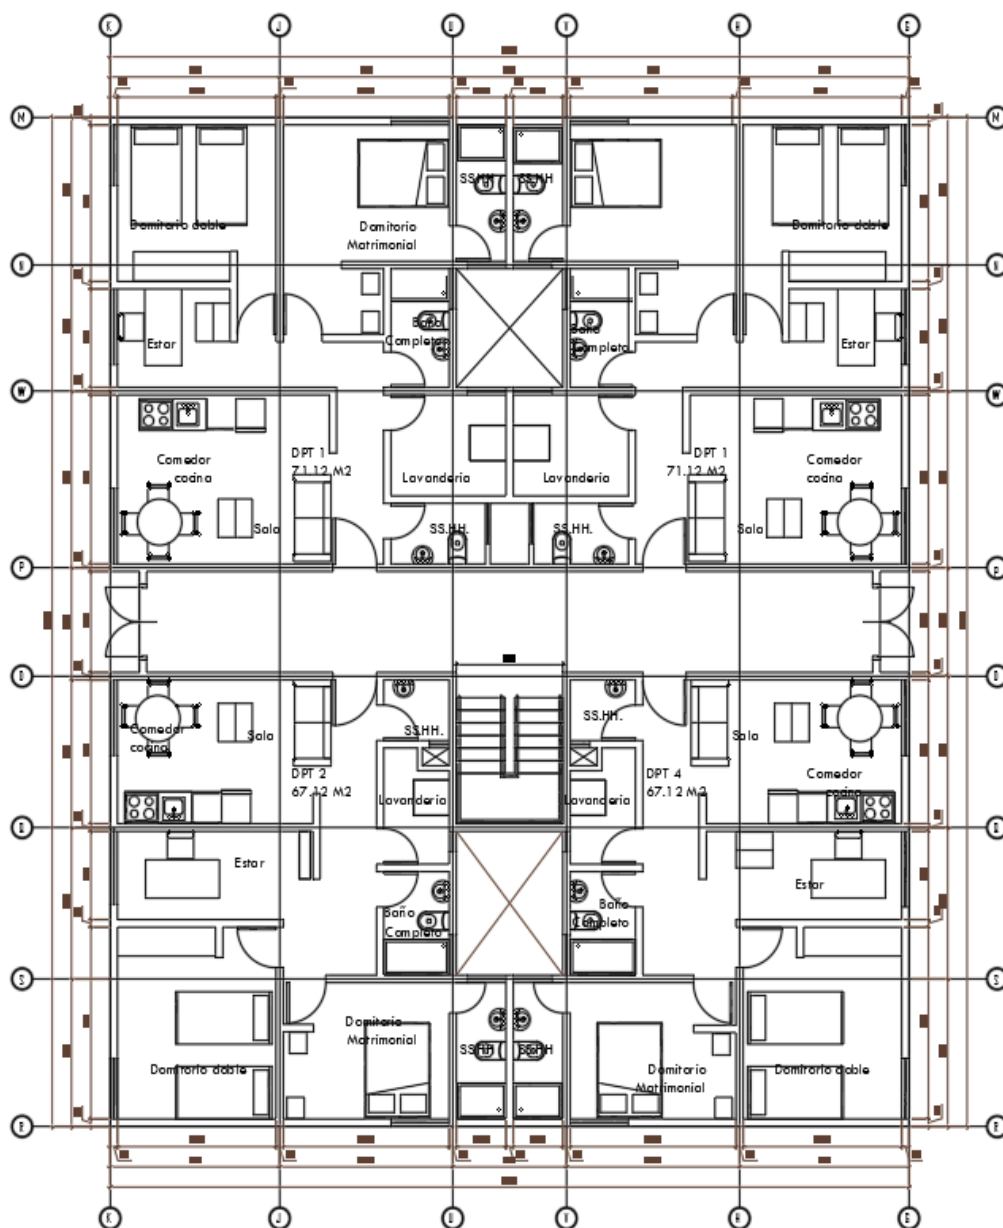 K J U Y H G
M M
SS.HH SS.HH
Domitorio doble Domitorio Domitorio doble
Matrimonial
N N
Baño Baño
Completo Completo
Estar Estar
W W
DPT 1 DPT 1
71.12 M2 71.12 M2
Comedor Comedor
cocina cocina
Lavanderia Lavanderia
Sala SS.HH. SS.HH. Sala
P P
D D
SS.HH. SS.HH.
Comedor
cocina
Sala Sala
DPT 2 DPT 4
67.12 M2 67.12 M2
Comedor
cocina
Lavanderia Lavanderia
Estar Estar
Baño Baño
Completo Completo
S S
Domitorio
Matrimonial
SS.HH SS.HH
Domitorio doble Domitorio Domitorio doble
Matrimonial
K J U Y H G